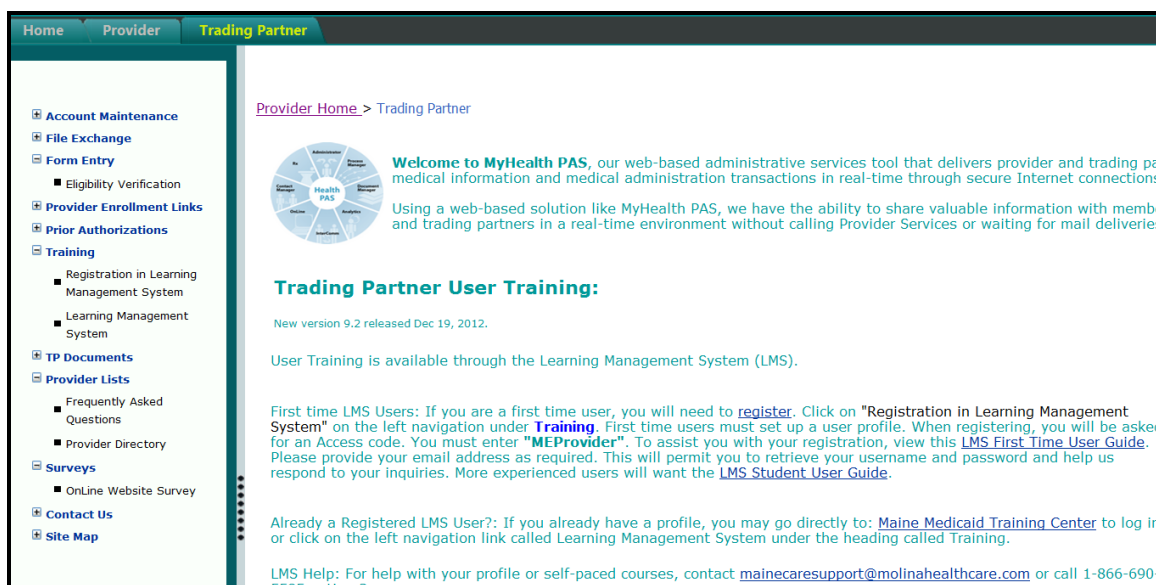 Home Provider Trading Partner
Account Maintenance
File Exchange
Form Entry
Eligibility Verification
Provider Enrollment Links
Prior Authorizations
Training
Registration in Learning
Management System
Learning Management
System
TP Documents
Provider Lists
Frequently Asked
Questions
Provider Directory
Surveys
OnLine Website Survey
Contact Us
Site Map
Provider Home > Trading Partner
Administrator
Process
Manager
Document
Manager
Analytics
InterComm
OnLine
Contact
Manager
Rx
Health
PAS
Welcome to MyHealth PAS, our web-based administrative services tool that delivers provider and trading pa
medical information and medical administration transactions in real-time through secure Internet connections
Using a web-based solution like MyHealth PAS, we have the ability to share valuable information with memb
and trading partners in a real-time environment without calling Provider Services or waiting for mail deliveries
Trading Partner User Training:
New version 9.2 released Dec 19, 2012.
User Training is available through the Learning Management System (LMS).
First time LMS Users: If you are a first time user, you will need to register. Click on "Registration in Learning Management
System" on the left navigation under Training. First time users must set up a user profile. When registering, you will be asked
for an Access code. You must enter "MEProvider". To assist you with your registration, view this LMS First Time User Guide.
Please provide your email address as required. This will permit you to retrieve your username and password and help us
respond to your inquiries. More experienced users will want the LMS Student User Guide.
Already a Registered LMS User?: If you already have a profile, you may go directly to: Maine Medicaid Training Center to log in
or click on the left navigation link called Learning Management System under the heading called Training.
LMS Help: For help with your profile or self-paced courses, contact mainecaresupport@molinahealthcare.com or call 1-866-690-